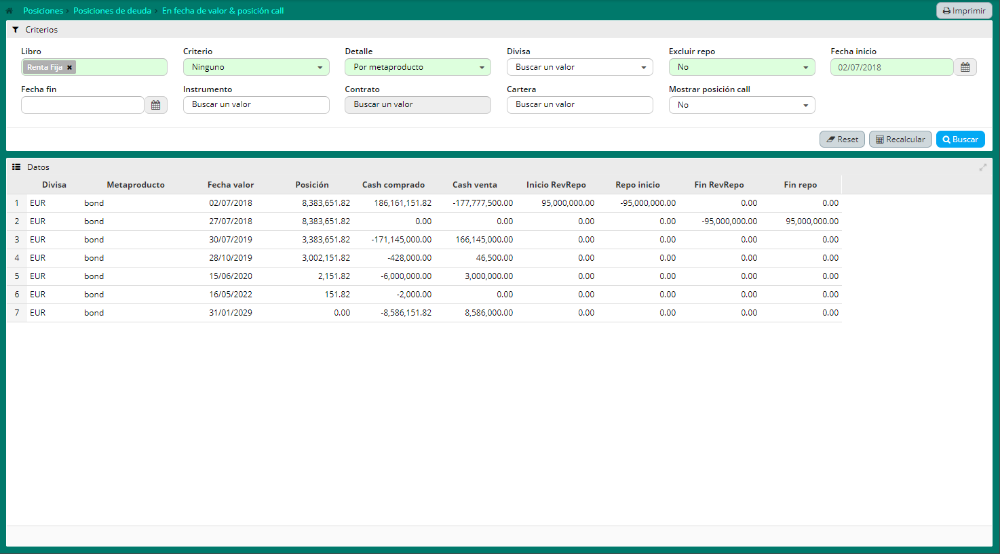 Posiciones › Posiciones de deuda › En fecha de valor & posición call
Imprimir
Criterios
Libro Criterio Detalle Divisa Excluir repo Fecha inicio
Renta Fija × Ninguno Por metaproducto Buscar un valor No 02/07/2018
Fecha fin Instrumento Contrato Cartera Mostrar posición call
Buscar un valor Buscar un valor Buscar un valor No
Reset Recalcular Buscar
Datos
Divisa Metaproducto Fecha valor Posición Cash comprado Cash venta Inicio RevRepo Repo inicio Fin RevRepo Fin repo
1 EUR bond 02/07/2018 8,383,651.82 186,161,151.82 -177,777,500.00 95,000,000.00 -95,000,000.00 0.00 0.00
2 EUR bond 27/07/2018 8,383,651.82 0.00 0.00 0.00 0.00 -95,000,000.00 95,000,000.00
3 EUR bond 30/07/2019 3,383,651.82 -171,145,000.00 166,145,000.00 0.00 0.00 0.00 0.00
4 EUR bond 28/10/2019 3,002,151.82 -428,000.00 46,500.00 0.00 0.00 0.00 0.00
5 EUR bond 15/06/2020 2,151.82 -6,000,000.00 3,000,000.00 0.00 0.00 0.00 0.00
6 EUR bond 16/05/2022 151.82 -2,000.00 0.00 0.00 0.00 0.00 0.00
7 EUR bond 31/01/2029 0.00 -8,586,151.82 8,586,000.00 0.00 0.00 0.00 0.00